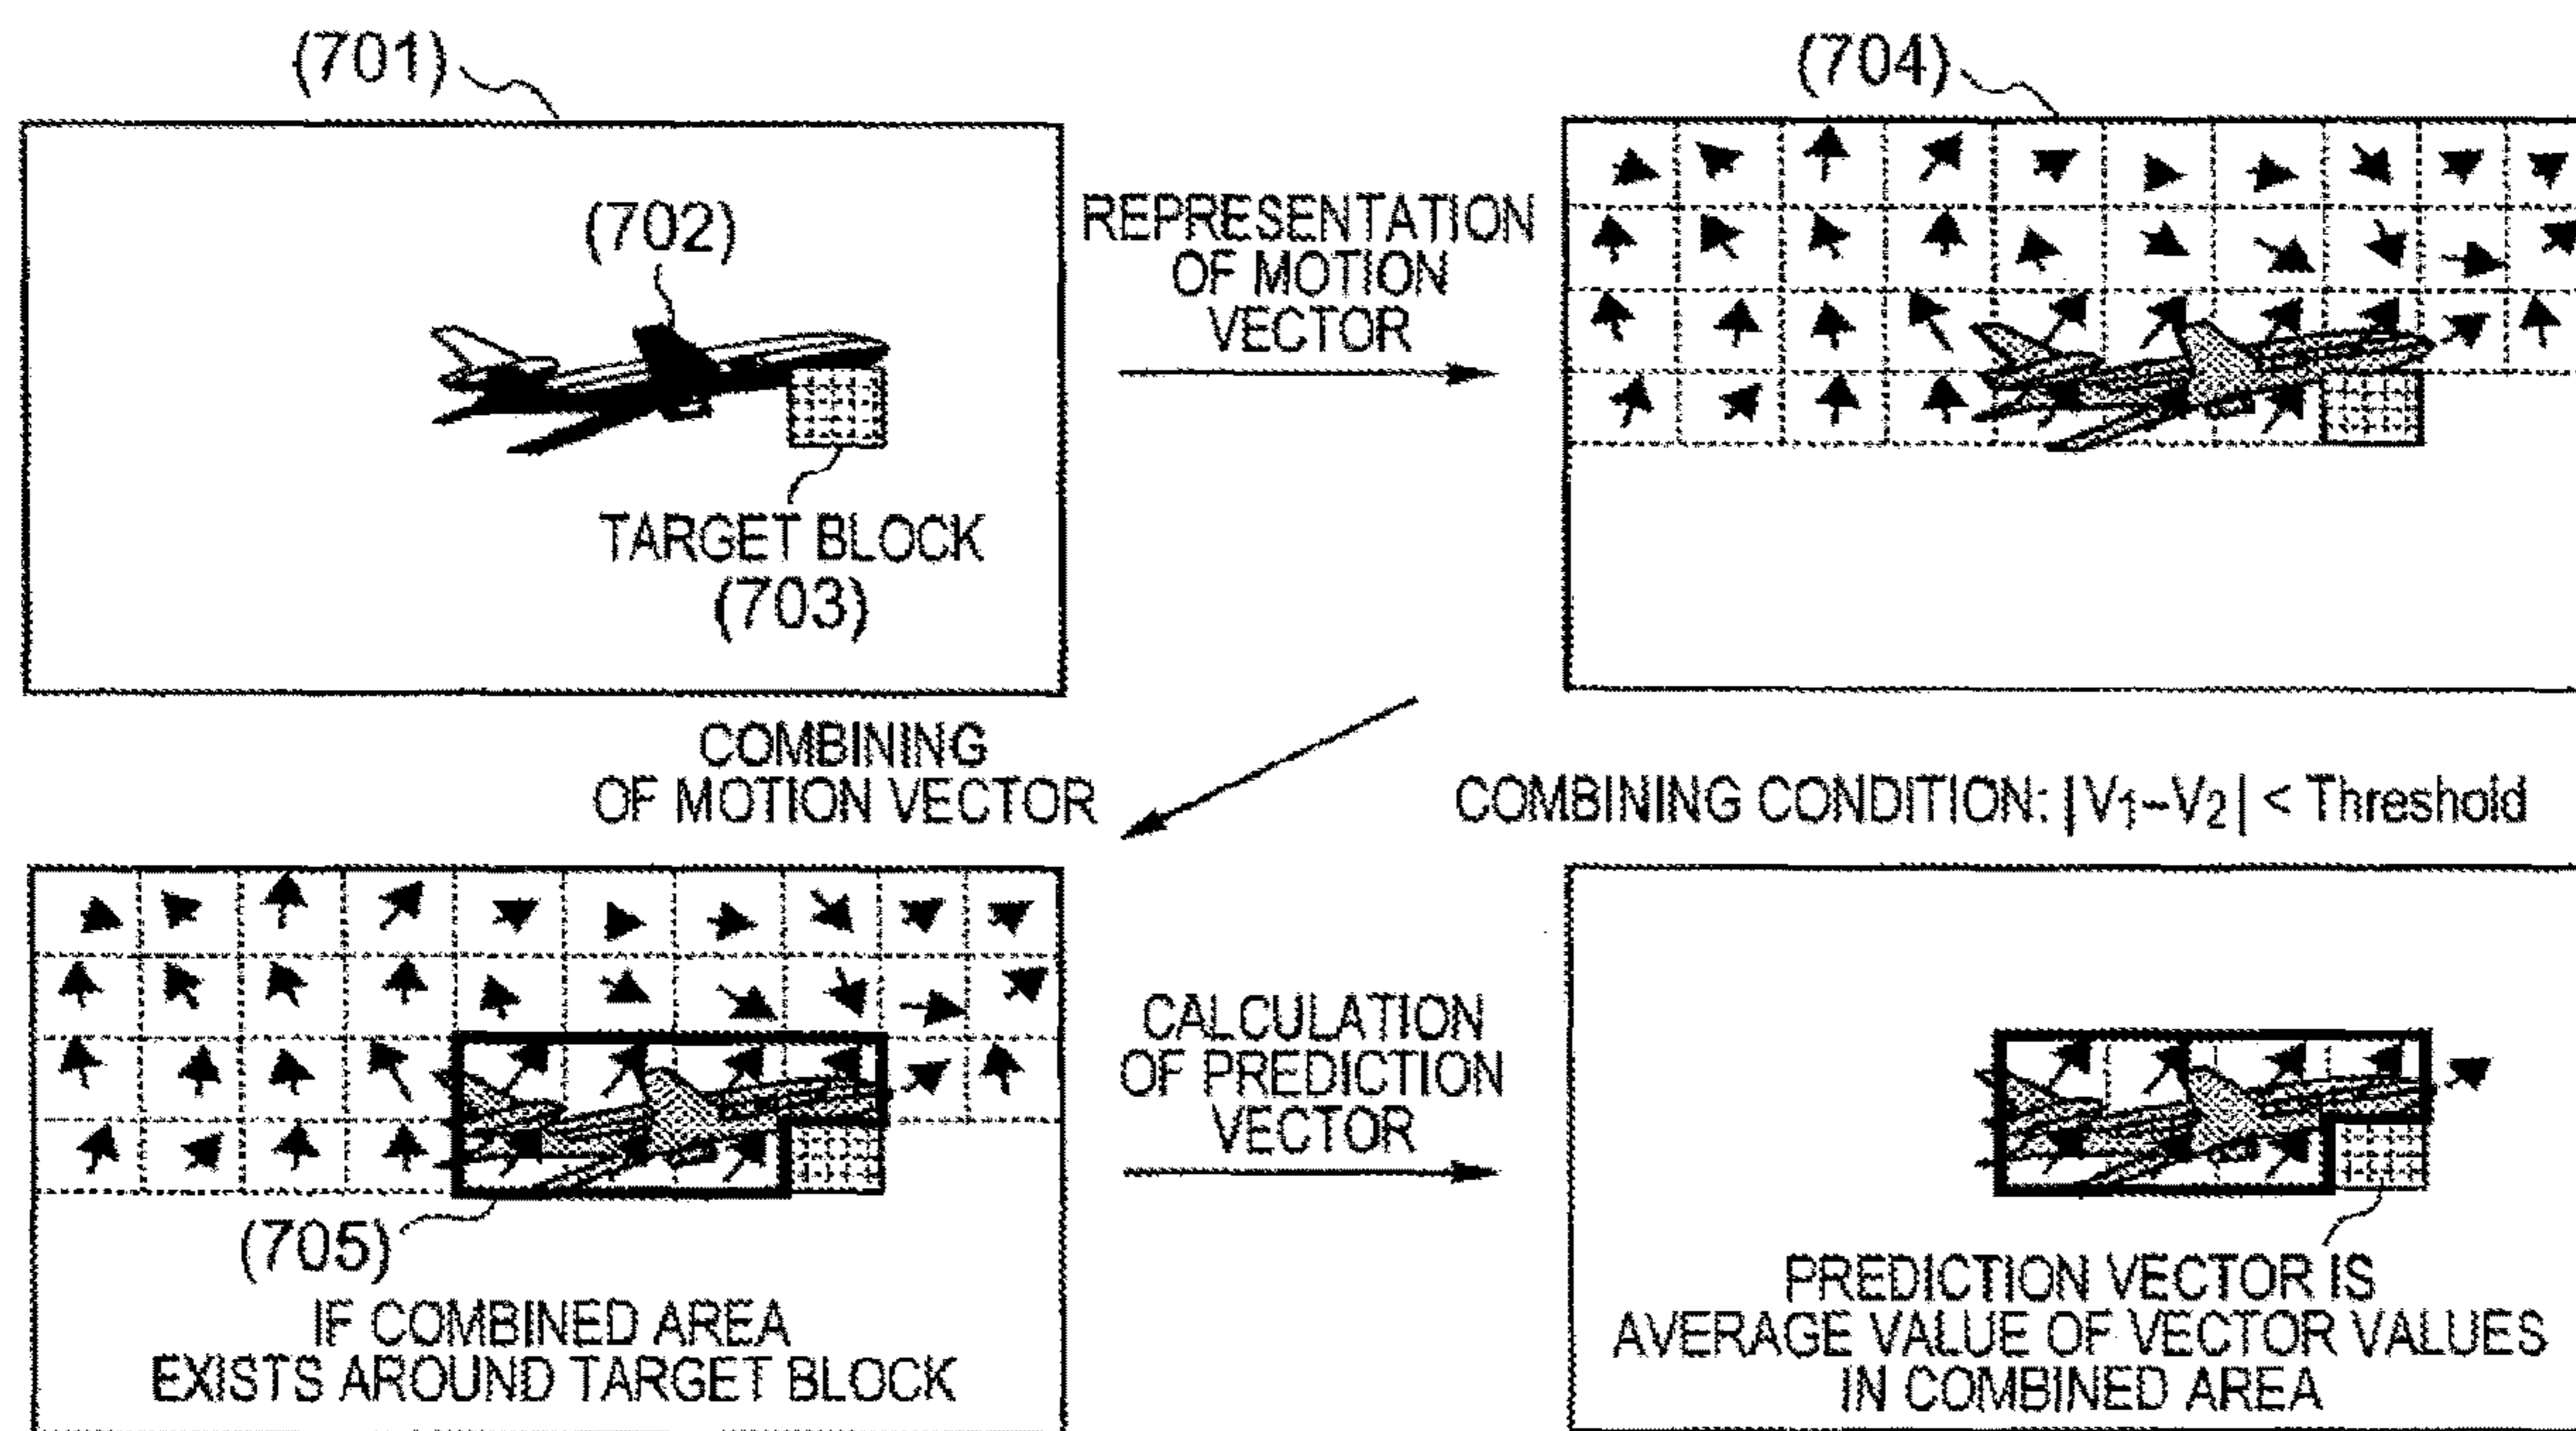 (701)
(704)
(702)
REPRESENTATION
OF MOTION
VECTOR
TARGET BLOCK
(703)
COMBINING
OF MOTION VECTOR
COMBINING CONDITION: |V1-V2| < Threshold
CALCULATION
OF PREDICTION
VECTOR
(705)
IF COMBINED AREA
EXISTS AROUND TARGET BLOCK
PREDICTION VECTOR IS
AVERAGE VALUE OF VECTOR VALUES
IN COMBINED AREA